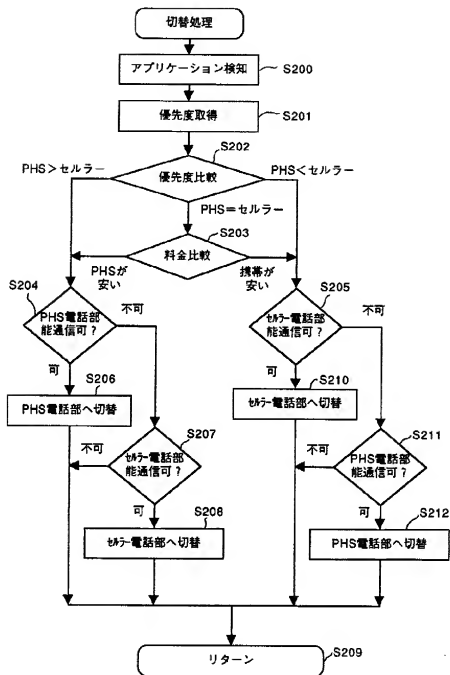 切替処理
アプリケーション検知
S200
優先度取得
S201
S202
PHS>セルラー
優先度比較
PHS<セルラー
PHS=セルラー
S203
料金比較
PHSが
安い
携帯が
安い
S204
PHS電話部
能通信可?
不可
可
S205
セルラー電話部
能通信可?
不可
可
S206
PHS電話部へ切替
S210
セルラー電話部へ切替
S207
不可
セルラー電話部
能通信可?
可
S211
不可
PHS電話部
能通信可?
可
S208
セルラー電話部へ切替
S212
PHS電話部へ切替
リターン
S209